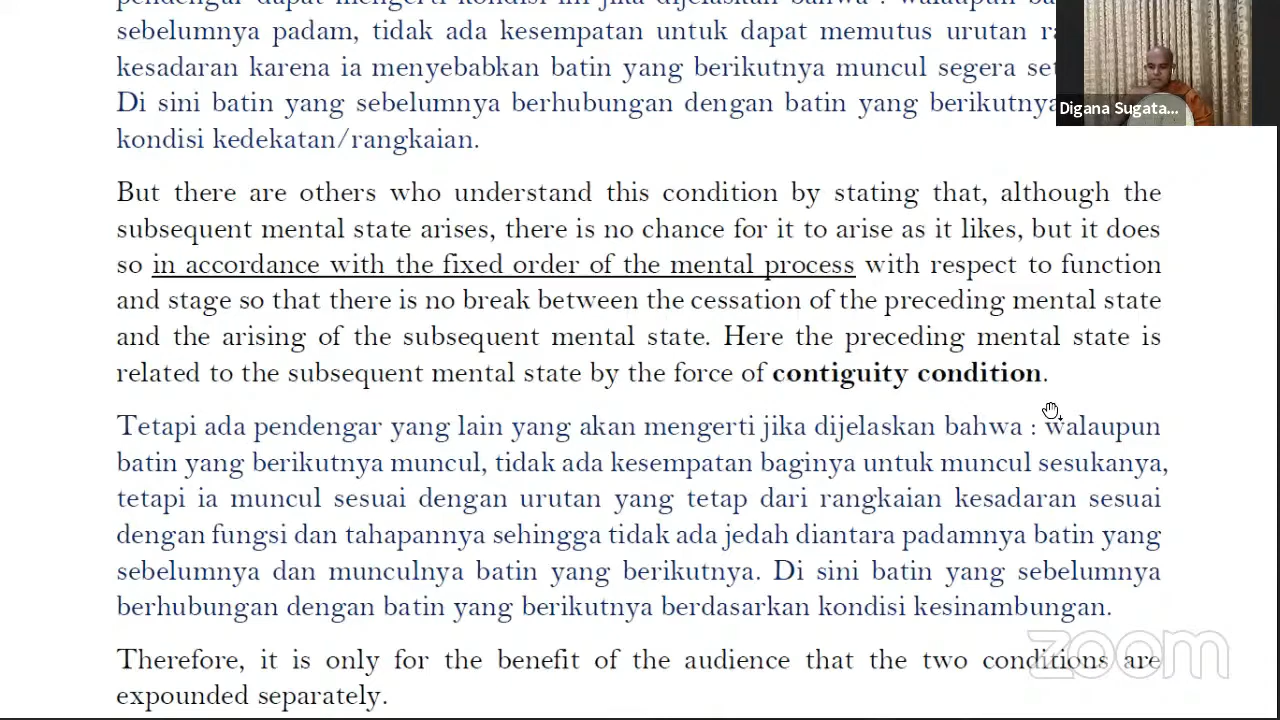 pendengar dapat mengerti kondisi ini jika dijelaskan bahwa : walaupun
sebelumnya padam, tidak ada kesempatan untuk dapat memutus urutan
kesadaran karena ia menyebabkan batin yang berikutnya muncul segera
Di sini batin yang sebelumnya berhubungan dengan batin yang berikutnya
kondisi kedekatan/rangkaian.
Digana Sugata...
But there are others who understand this condition by stating that, although the
subsequent mental state arises, there is no chance for it to arise as it likes, but it does
so in accordance with the fixed order of the mental process with respect to function
and stage so that there is no break between the cessation of the preceding mental state
and the arising of the subsequent mental state. Here the preceding mental state is
related to the subsequent mental state by the force of contiguity condition.
Tetapi ada pendengar yang lain yang akan mengerti jika dijelaskan bahwa : walaupun
batin yang berikutnya muncul, tidak ada kesempatan baginya untuk muncul sesukanya,
tetapi ia muncul sesuai dengan urutan yang tetap dari rangkaian kesadaran sesuai
dengan fungsi dan tahapannya sehingga tidak ada jedah diantara padamnya batin yang
sebelumnya dan munculnya batin yang berikutnya. Di sini batin yang sebelumnya
berhubungan dengan batin yang berikutnya berdasarkan kondisi kesinambungan.
Therefore, it is only for the benefit of the audience that the two conditions are
expounded separately.
zoom